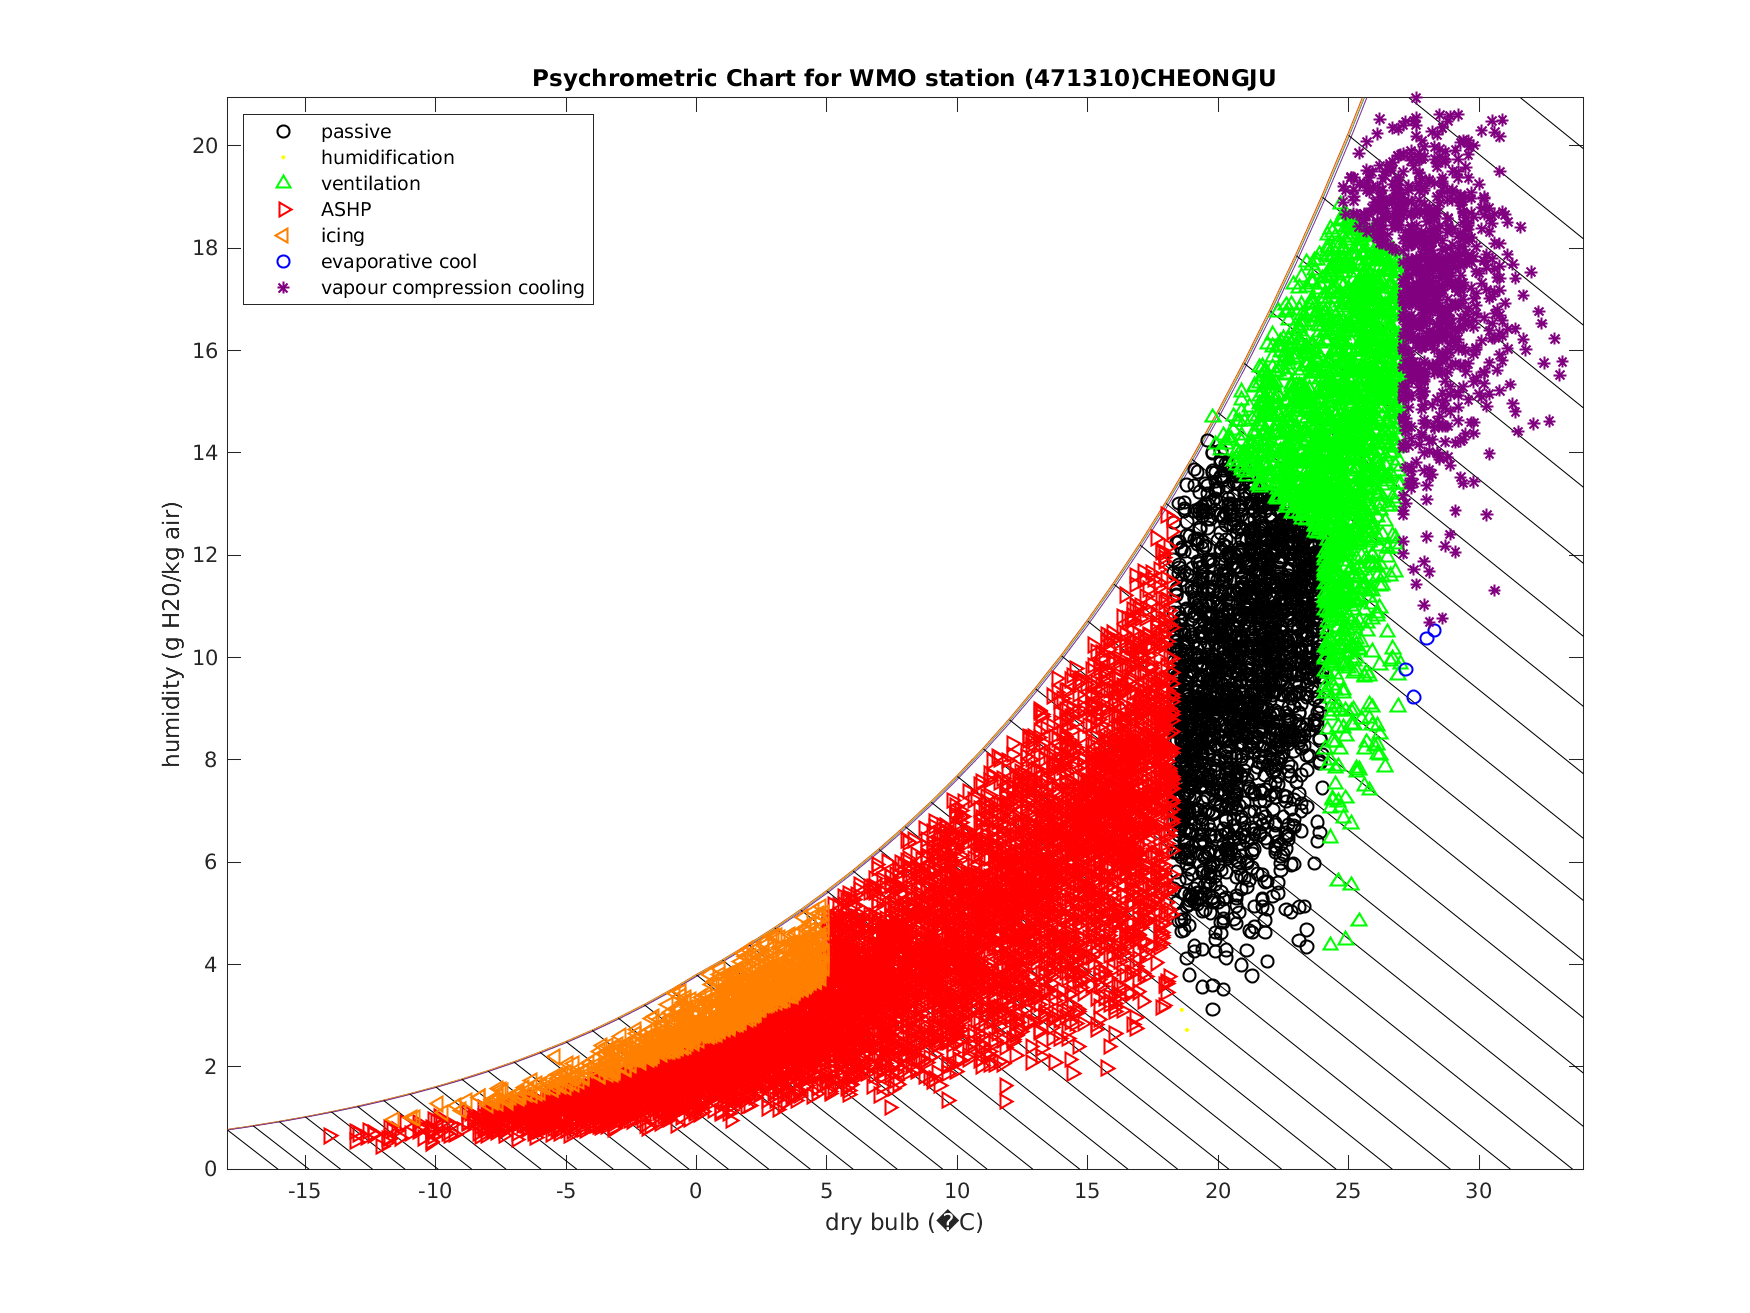 Psychrometric Chart for WMO station (471310)CHEONGJU
passive
humidification
ventilation
ASHP
icing
evaporative cool
vapour compression cooling
humidity (g H20/kg air)
20
18
16
14
12
10
8
6
4
2
0
-15 -10 -5 0 5 10 15 20 25 30
dry bulb (�C)